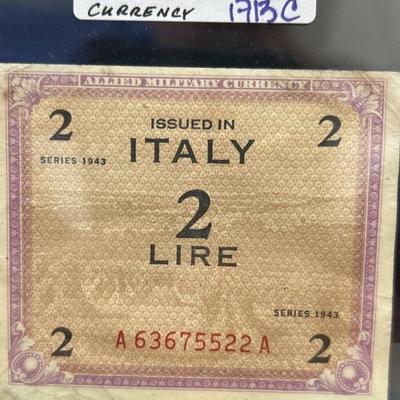 CURRENCY 1713C
ALLIED MILITARY CURRENCY
2 ISSUED IN 2
SERIES 1943 ITALY
2
LIRE
SERIES 1943
2 A 63675522 A 2